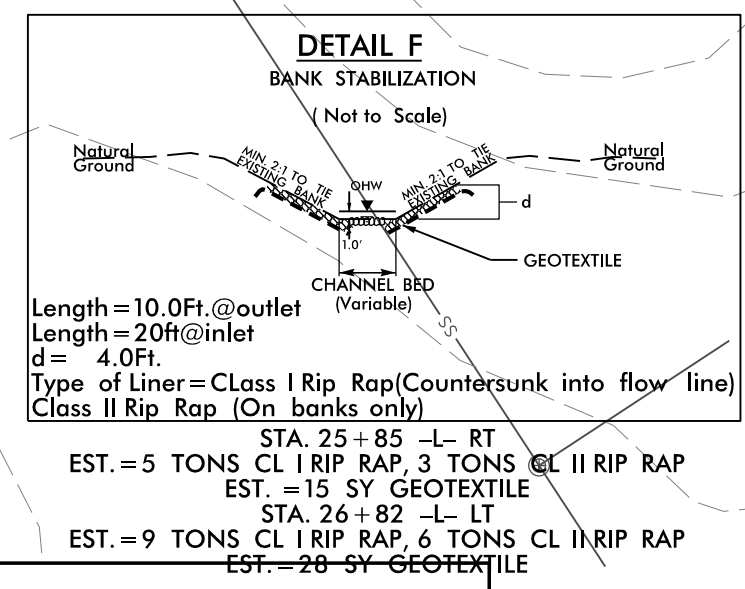 DETAIL F
BANK STABILIZATION
( Not to Scale)
Natural
Ground
MIN. 2:1 TO TIE
EXISTING BANK
OHW
MIN. 2:1 TO TIE
EXISTING BANK
Natural
Ground
d
1.0'
GEOTEXTILE
CHANNEL BED
(Variable)
Length=10.0Ft.@outlet
Length=20ft@inlet
d= 4.0Ft.
Type of Liner=CLass I Rip Rap(Countersunk into flow line)
Class II Rip Rap (On banks only)
SS
STA. 25+85 -L- RT
EST.=5 TONS CL I RIP RAP, 3 TONS CL II RIP RAP
EST. =15 SY GEOTEXTILE
STA. 26+82 -L- LT
EST.=9 TONS CL I RIP RAP, 6 TONS CL II RIP RAP
EST.=28 SY GEOTEXTILE